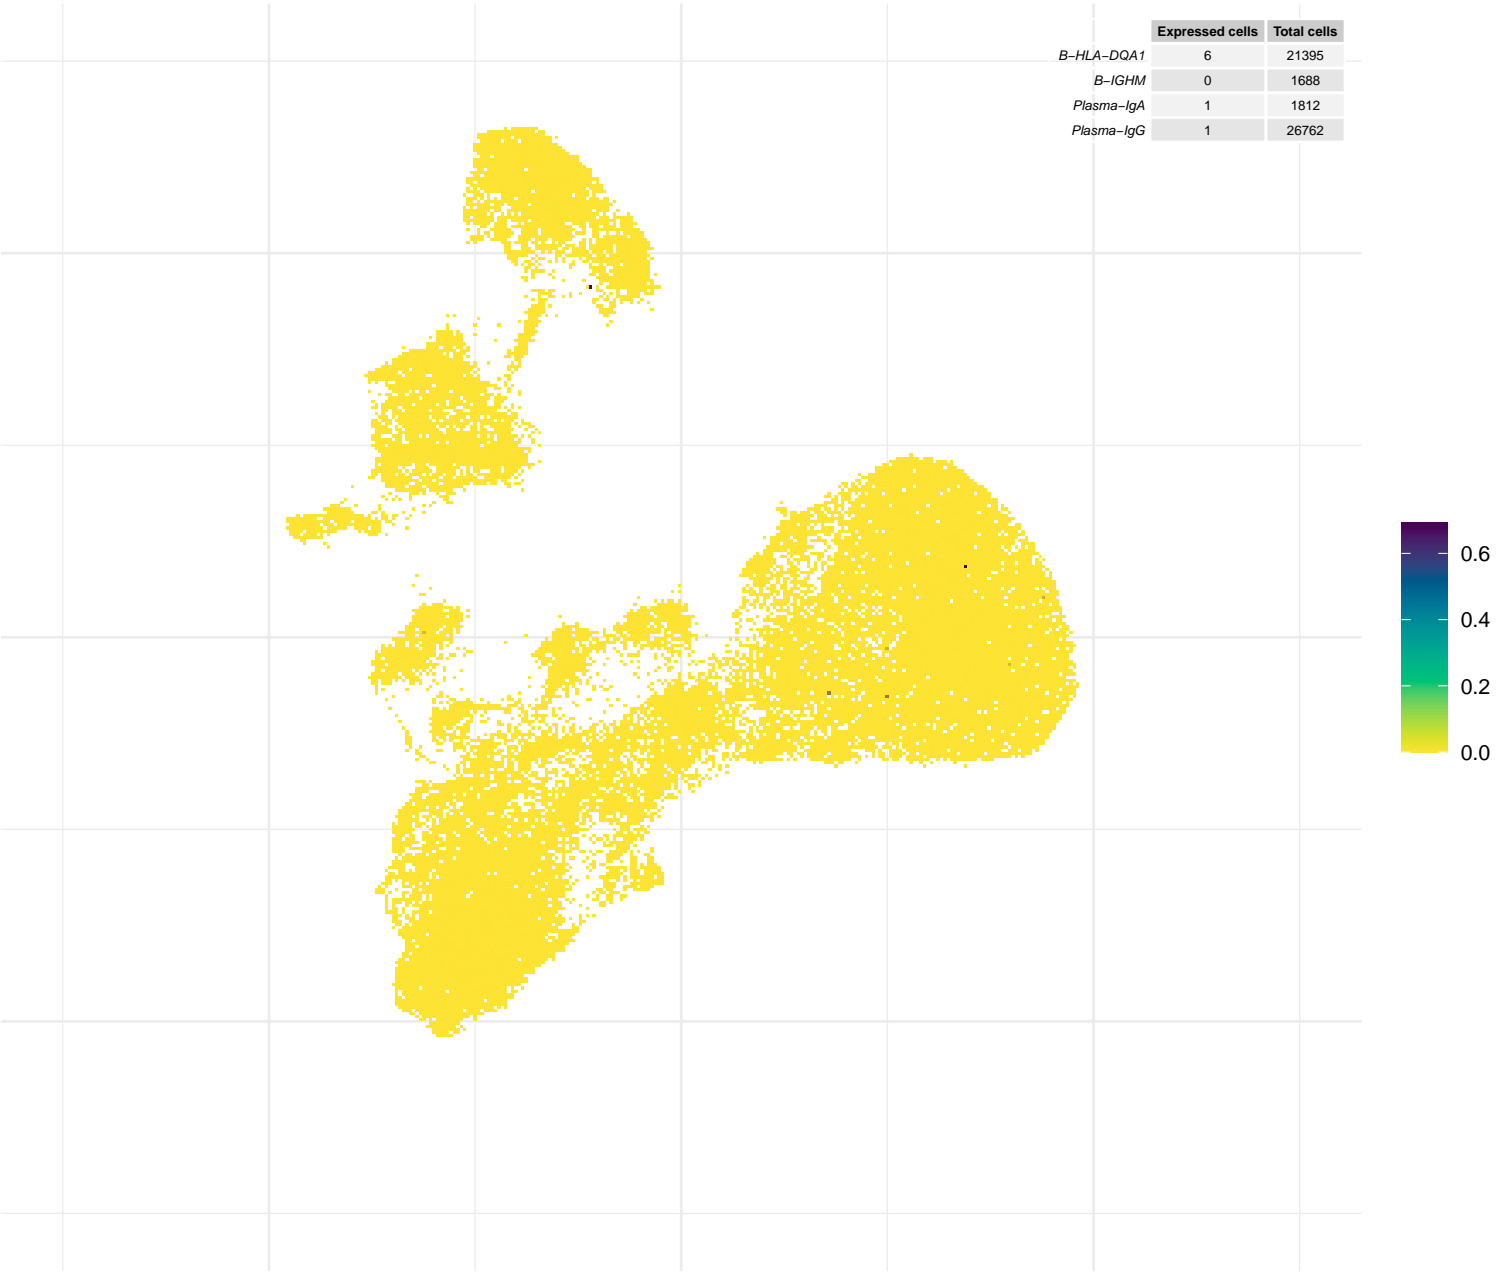 Expressed cells Total cells
B−HLA−DQA1 6 21395
B−IGHM 0 1688
Plasma−IgA 1 1812
Plasma−IgG 1 26762
0.6
0.4
0.2
0.0